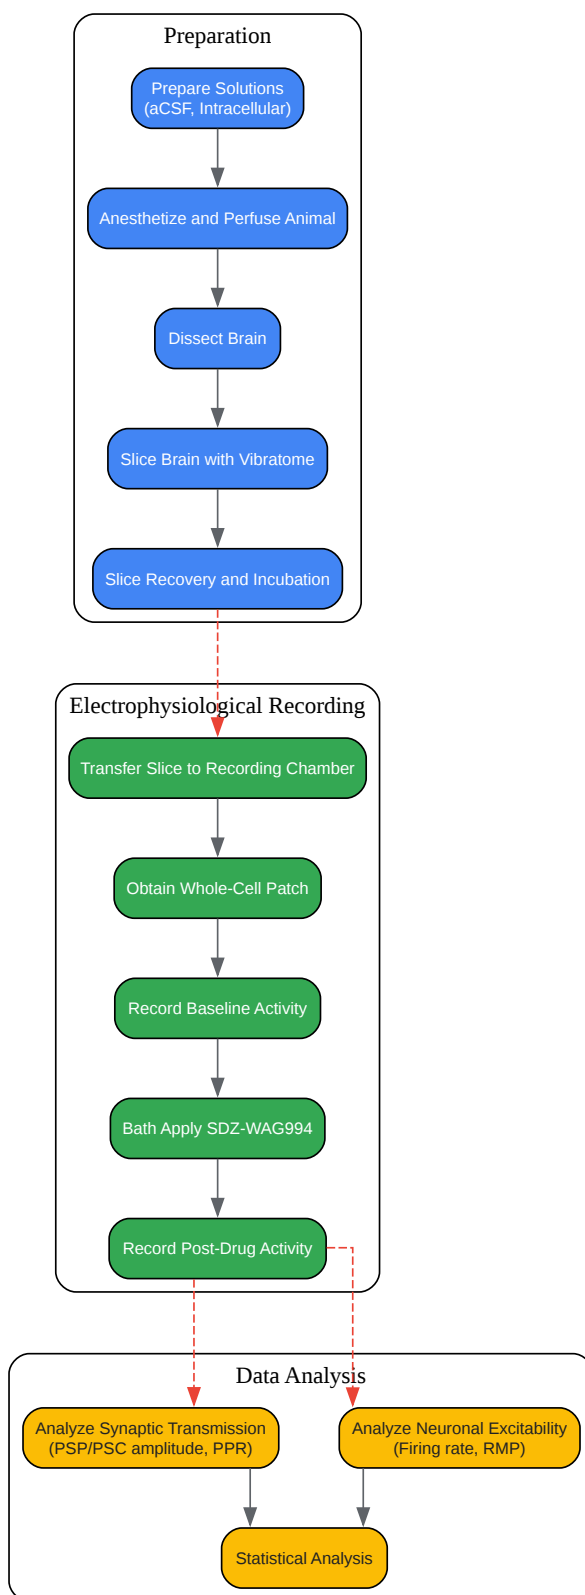 Preparation
Prepare Solutions
(aCSF, Intracellular)
Anesthetize and Perfuse Animal
Dissect Brain
Slice Brain with Vibratome
Slice Recovery and Incubation
Electrophysiological Recording
Transfer Slice to Recording Chamber
Obtain Whole-Cell Patch
Record Baseline Activity
Bath Apply SDZ-WAG994
Record Post-Drug Activity
Data Analysis
Analyze Synaptic Transmission
(PSP/PSC amplitude, PPR)
Analyze Neuronal Excitability
(Firing rate, RMP)
Statistical Analysis